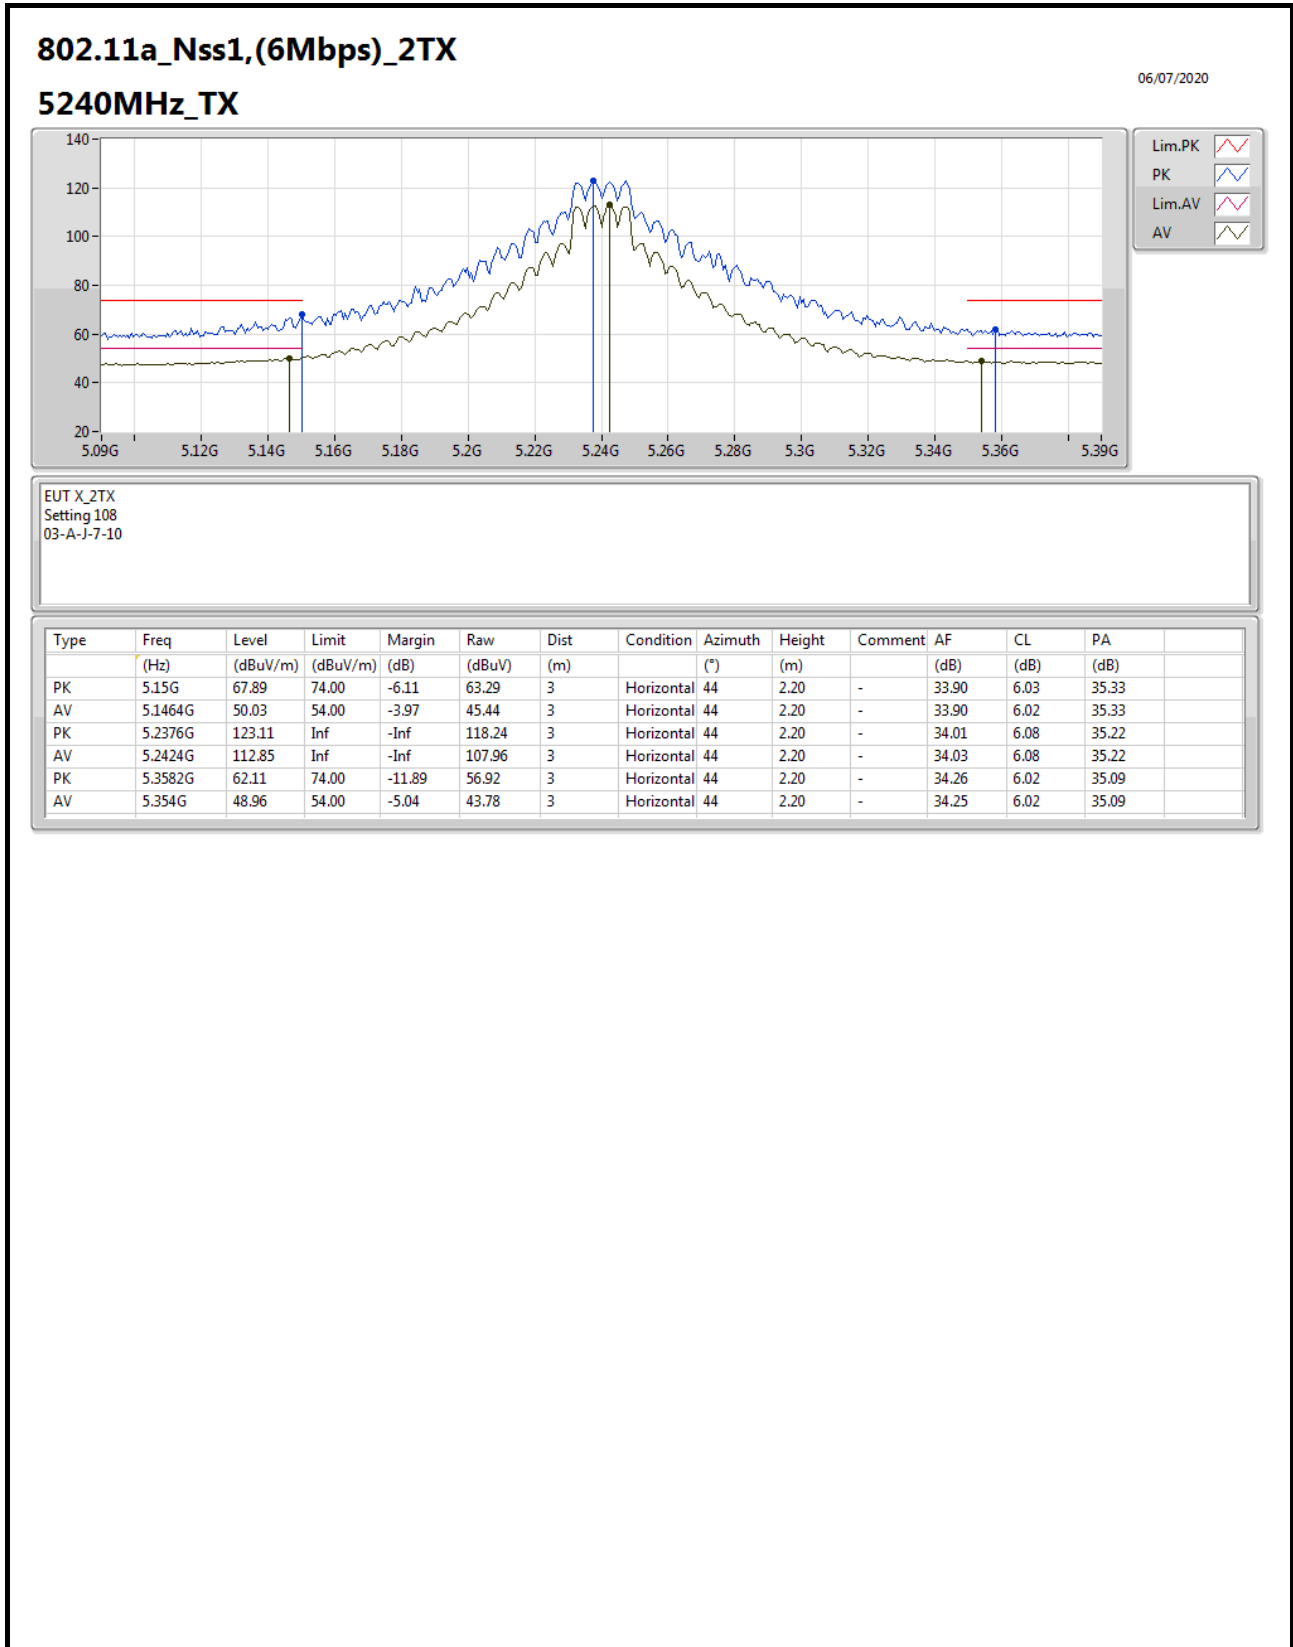 802.11a_Nss1,(6Mbps)_2TX
06/07/2020
5240MHz_TX
140
120
100
80
60
40
20
5.09G 5.12G 5.14G 5.16G 5.18G 5.2G 5.22G 5.24G 5.26G 5.28G 5.3G 5.32G 5.34G 5.36G 5.39G
Lim.PK
PK
Lim.AV
AV
EUT X_2TX
Setting 108
03-A-J-7-10
Type Freq Level Limit Margin Raw Dist Condition Azimuth Height Comment AF CL PA
(Hz) (dBuV/m) (dBuV/m) (dB) (dBuV) (m) (°) (m) (dB) (dB) (dB)
PK 5.15G 67.89 74.00 -6.11 63.29 3 Horizontal 44 2.20 - 33.90 6.03 35.33
AV 5.1464G 50.03 54.00 -3.97 45.44 3 Horizontal 44 2.20 - 33.90 6.02 35.33
PK 5.2376G 123.11 Inf -Inf 118.24 3 Horizontal 44 2.20 - 34.01 6.08 35.22
AV 5.2424G 112.85 Inf -Inf 107.96 3 Horizontal 44 2.20 - 34.03 6.08 35.22
PK 5.3582G 62.11 74.00 -11.89 56.92 3 Horizontal 44 2.20 - 34.26 6.02 35.09
AV 5.354G 48.96 54.00 -5.04 43.78 3 Horizontal 44 2.20 - 34.25 6.02 35.09